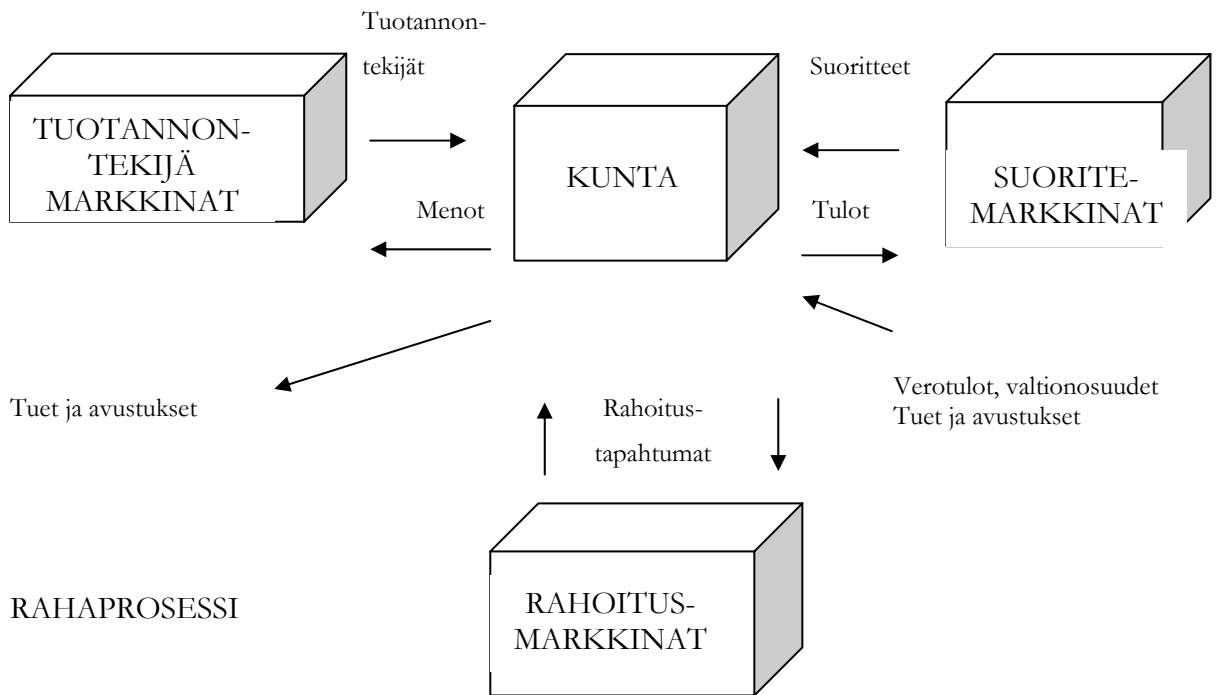 Tuotannon-
tekijät
Suoritteet
TUOTANNON-
TEKIJÄ
MARKKINAT
KUNTA
SUORITE-
MARKKINAT
Menot
Tulot
Tuet ja avustukset
Rahoitus-
tapahtumat
Verotulot, valtionosuudet
Tuet ja avustukset
RAHAPROSESSI
RAHOITUS-
MARKKINAT